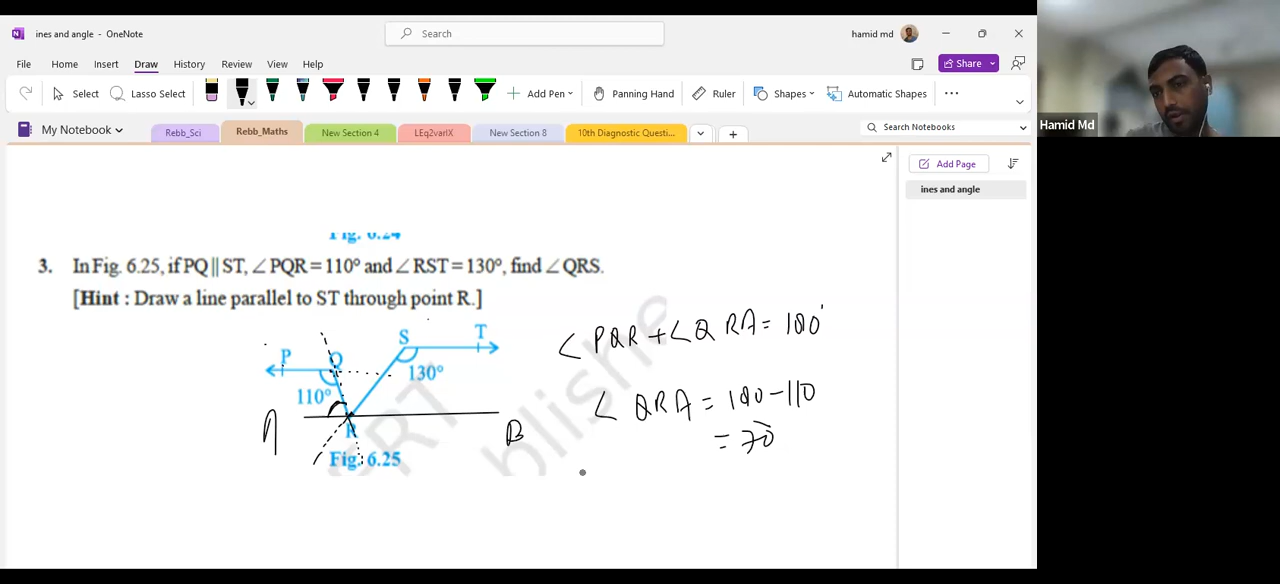 ines and angle - OneNote
Search
hamid md
File Home Insert Draw History Review View Help
Share
Select Lasso Select Add Pen Panning Hand Ruler Shapes Automatic Shapes
My Notebook
Rebb_Sci
Rebb_Maths
New Section 4
LEq2varIX
New Section 8
10th Diagnostic Questi...
Search Notebooks
Hamid Md
Add Page
ines and angle
Fig. 6.24
3. In Fig. 6.25, if PQ || ST, ∠ PQR = 110° and ∠ RST = 130°, find ∠ QRS.
[Hint : Draw a line parallel to ST through point R.]
P Q S T
110° 130°
A R B
Fig. 6.25
∠ PQR + ∠ QRA = 180°
∠ QRA = 180 - 110
= 70